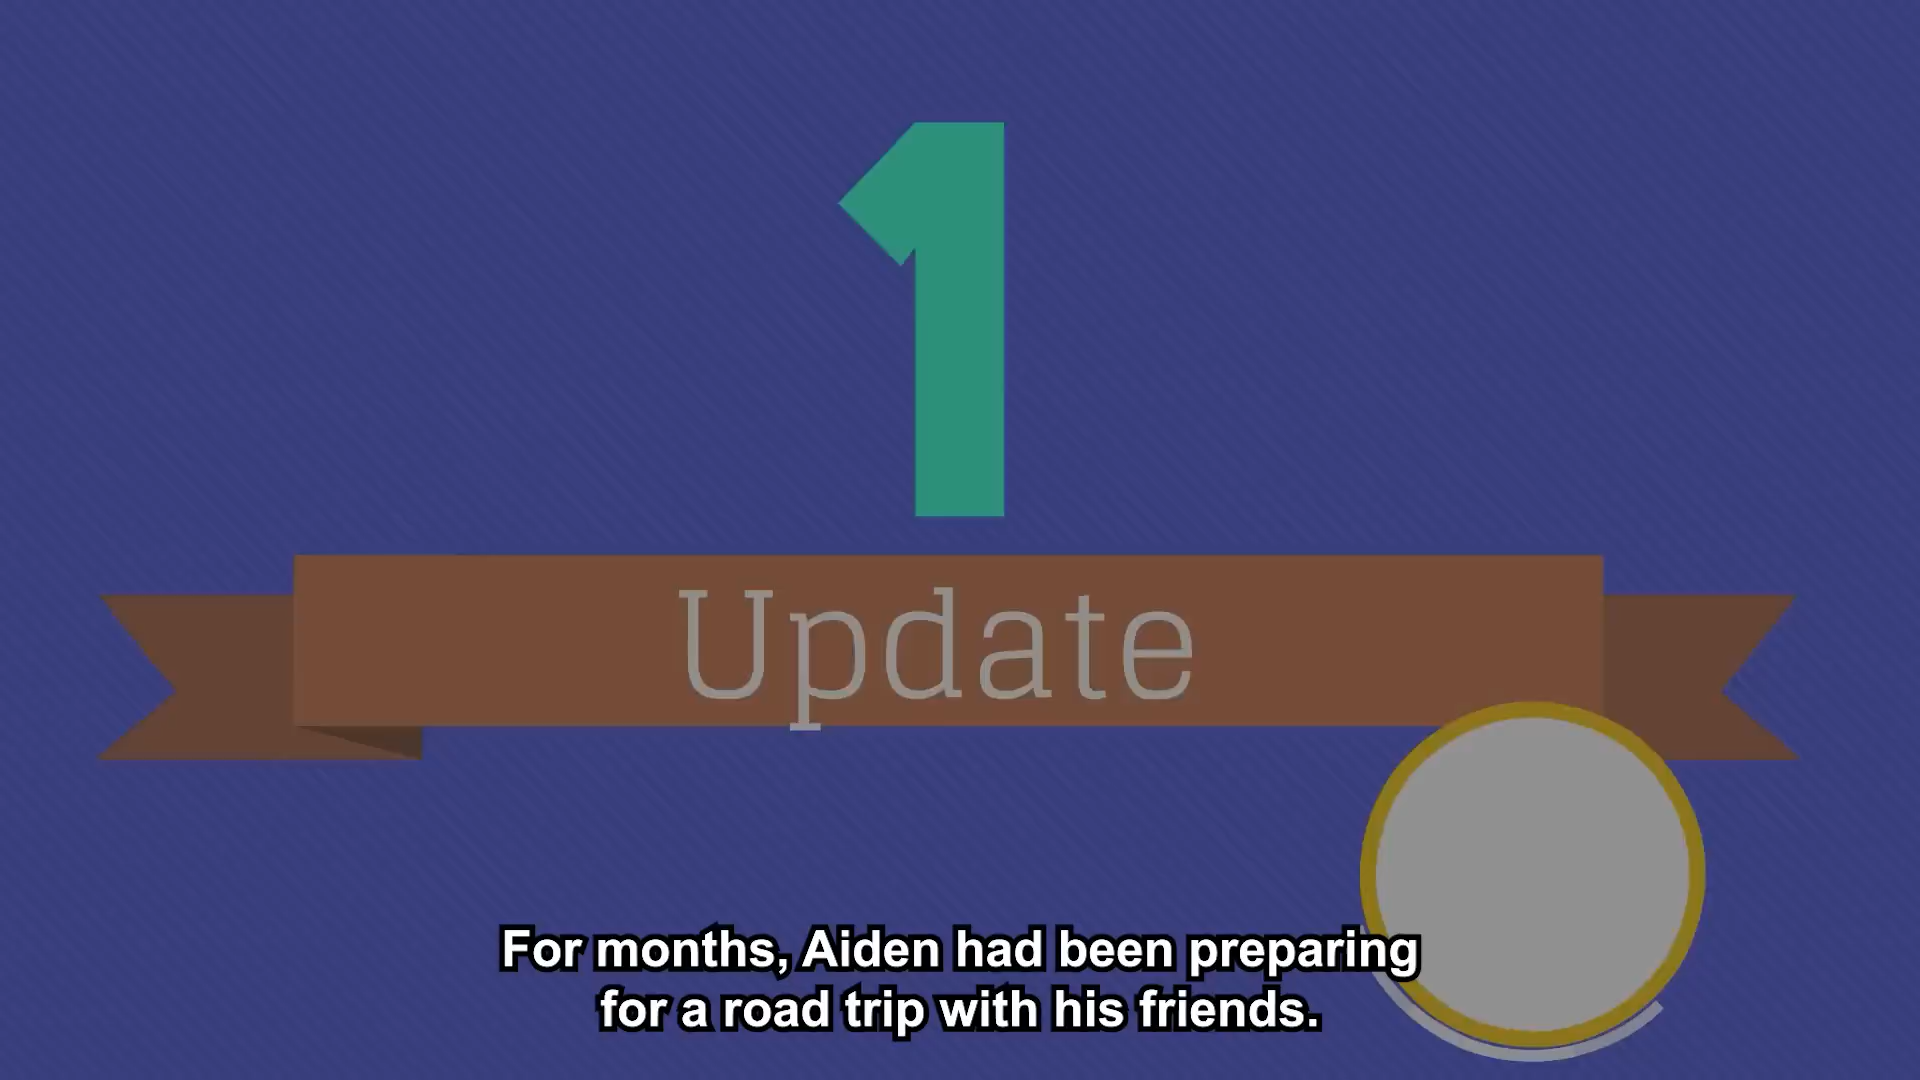 1
Update
For months, Aiden had been preparing
for a road trip with his friends.